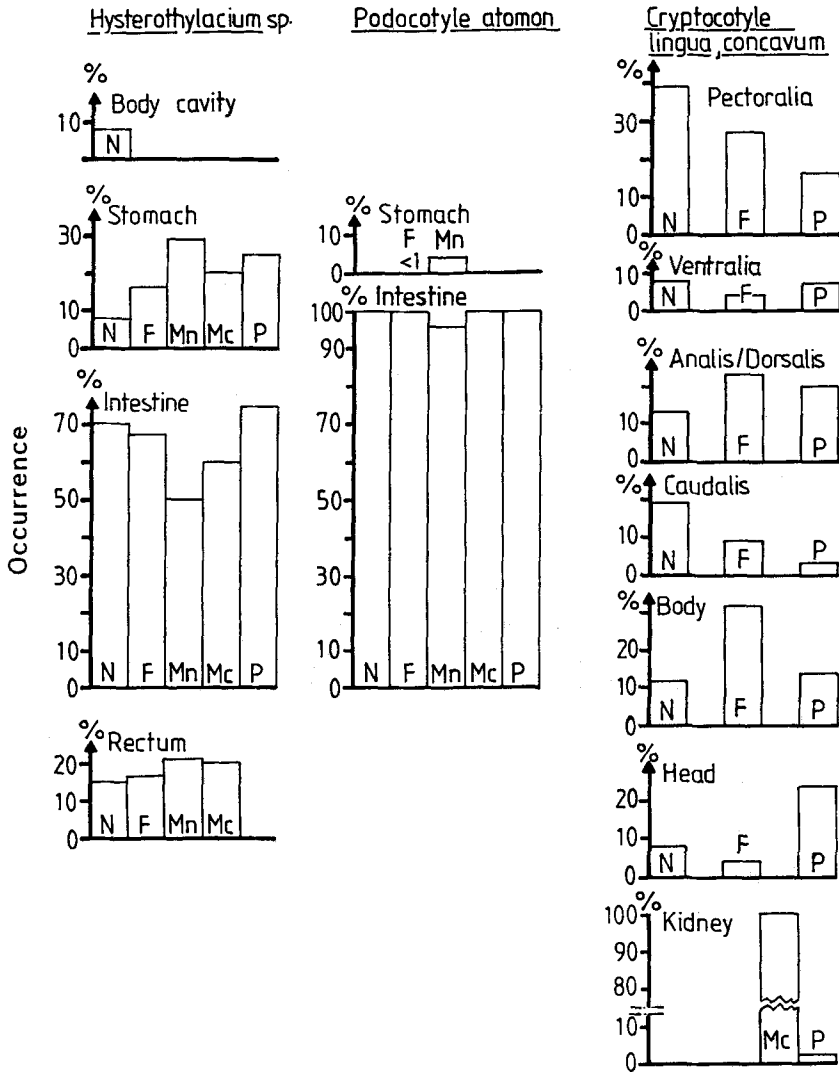 Hysterothylacium sp.
Podocotyle atomon
Cryptocotyle
lingua, concavum
Occurrence
%
Body cavity
10
N
%
Stomach
30
10
0
N F Mn Mc P
%
Intestine
70
50
30
10
0
N F Mn Mc P
%
Rectum
20
10
0
N F Mn Mc
% Stomach
10
0
F Mn
<1
% Intestine
100
90
30
10
0
N F Mn Mc P
%
Pectoralia
30
10
0
N F P
%
Ventralia
10
0
N F P
%
Analis/Dorsalis
10
0
N F P
%
Caudalis
10
0
N F P
%
Body
20
10
0
N F P
%
Head
20
10
0
N F P
%
Kidney
100
90
80
10
0
Mc P